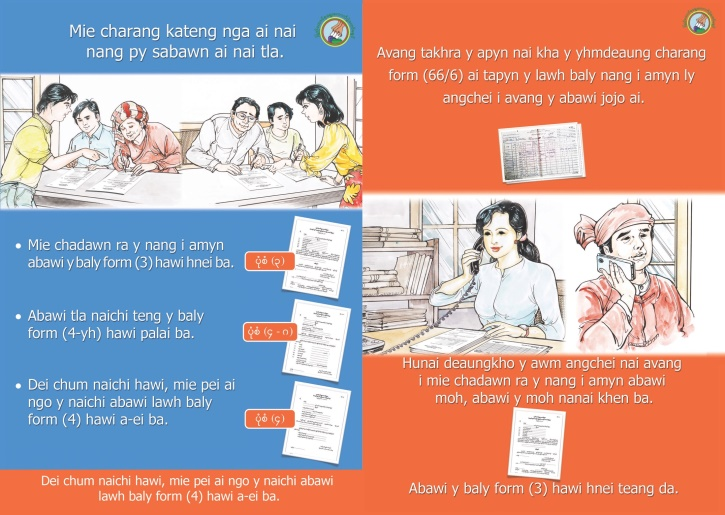 Mie charang kateng nga ai nai
nang py sabawn ai nai tla.
• Mie chadawn ra y nang i amyn
abawi y baly form (3) hawi hnei ba.
ပုံစံ (၃)
• Abawi tla naichi teng y baly
form (4-yh) hawi palai ba.
ပုံစံ (၄ - ဂ)
• Dei chum naichi hawi, mie pei ai
ngo y naichi abawi lawh baly
form (4) hawi a-ei ba.
ပုံစံ (၄)
Dei chum naichi hawi, mie pei ai ngo y naichi abawi
lawh baly form (4) hawi a-ei ba.
Avang takhra y apyn nai kha y yhmdeaung charang
form (66/6) ai tapyn y lawh baly nang i amyn ly
angchei i avang y abawi jojo ai.
Hunai deaungkho y awm angchei nai avang
i mie chadawn ra y nang i amyn abawi
moh, abawi y moh nanai khen ba.
Abawi y baly form (3) hawi hnei teang da.